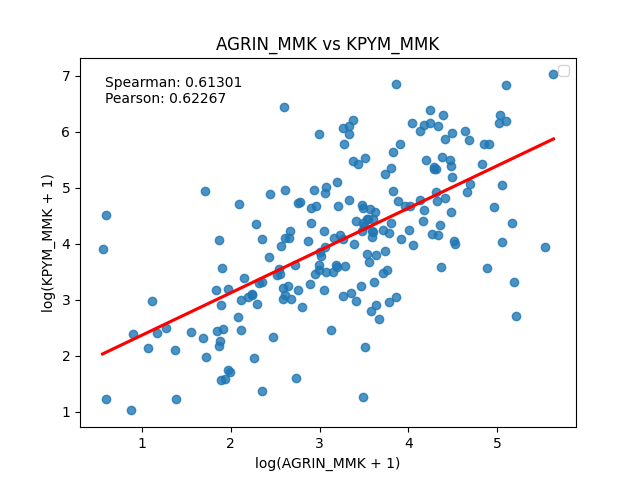 AGRIN_MMK vs KPYM_MMK
Spearman: 0.61301
Pearson: 0.62267
7
6
5
4
3
2
1
log(KPYM_MMK + 1)
1 2 3 4 5
log(AGRIN_MMK + 1)